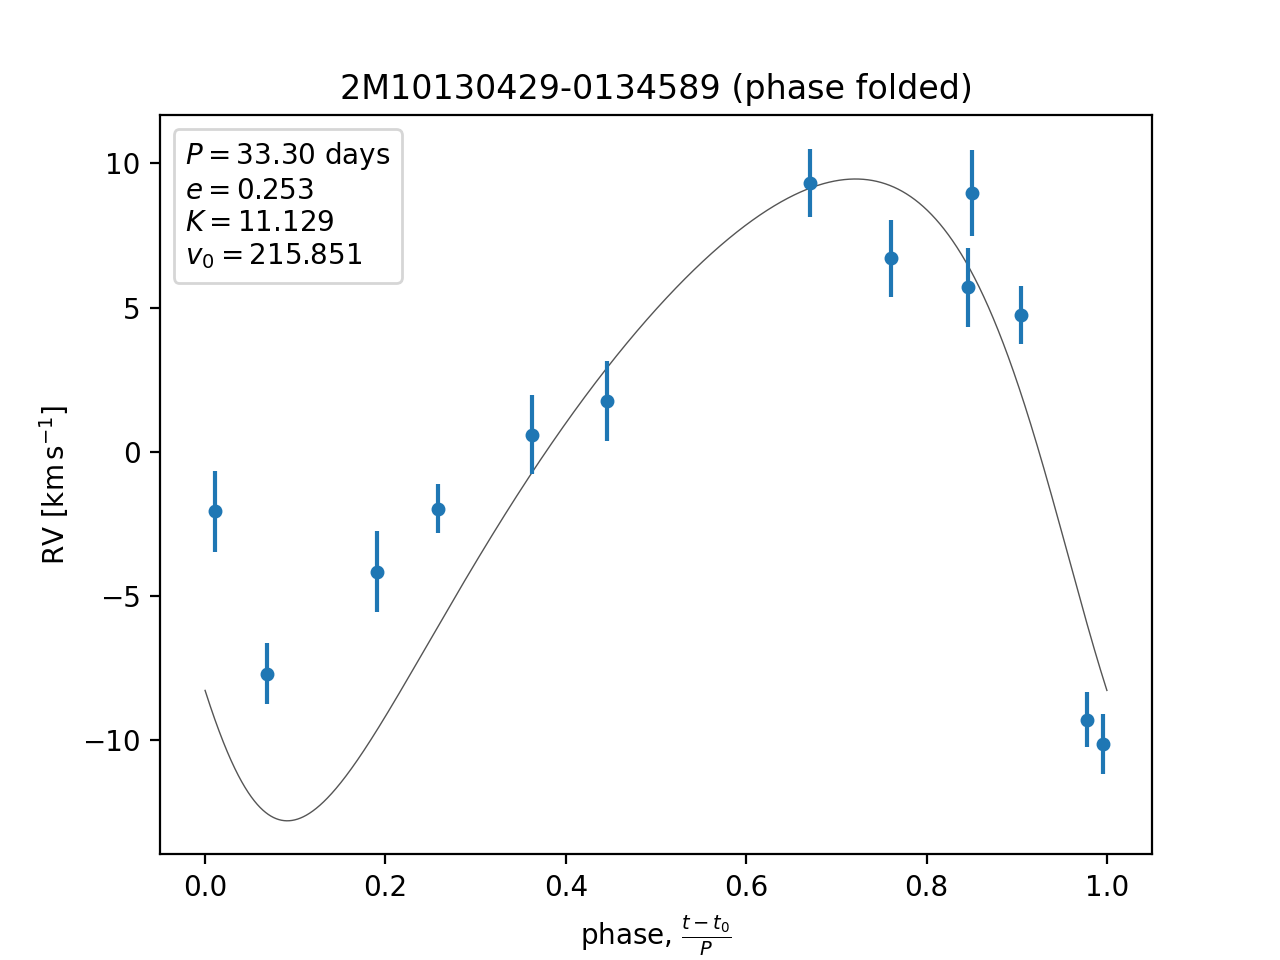 2M10130429-0134589 (phase folded)
P = 33.30 days
e = 0.253
K = 11.129
v₀ = 215.851
10
5
0
−5
−10
RV [km s⁻¹]
0.0 0.2 0.4 0.6 0.8 1.0
phase, (t − t₀)/P